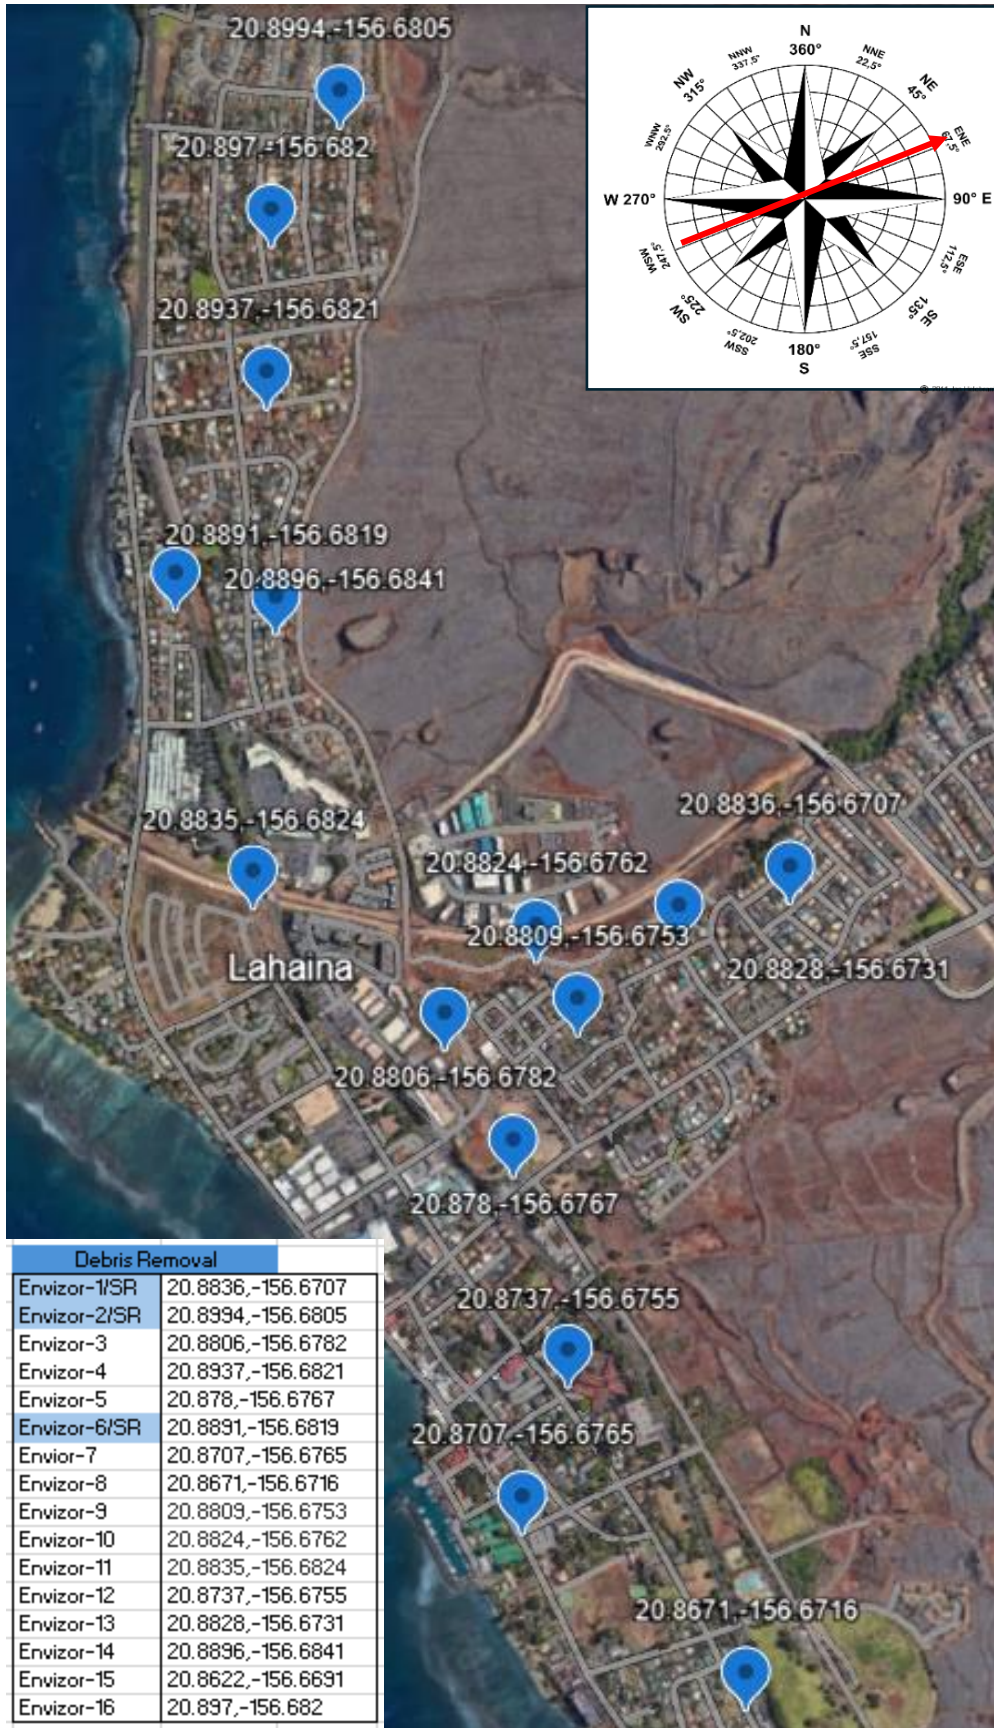 20.8994,-156.6805
20.897,-156.682
20.8937,-156.6821
20.8891,-156.6819
20.8896,-156.6841
20.8835,-156.6824
20.8836,-156.6707
20.8824,-156.6762
20.8809,-156.6753
20.8828,-156.6731
Lahaina
20.8806,-156.6782
20.878,-156.6767
20.8737,-156.6755
20.8707,-156.6765
20.8671,-156.6716
N
360°
NNE
22,5°
NE
45°
ENE
67,5°
90° E
ESE
112,5°
SE
135°
SSE
157,5°
180°
S
SSW
202,5°
SW
225°
WSW
247,5°
W 270°
WNW
292,5°
NW
315°
NNW
337,5°
Debris Removal
Envizor-1/SR 20.8836,-156.6707
Envizor-2/SR 20.8994,-156.6805
Envizor-3 20.8806,-156.6782
Envizor-4 20.8937,-156.6821
Envizor-5 20.878,-156.6767
Envizor-6/SR 20.8891,-156.6819
Envior-7 20.8707,-156.6765
Envizor-8 20.8671,-156.6716
Envizor-9 20.8809,-156.6753
Envizor-10 20.8824,-156.6762
Envizor-11 20.8835,-156.6824
Envizor-12 20.8737,-156.6755
Envizor-13 20.8828,-156.6731
Envizor-14 20.8896,-156.6841
Envizor-15 20.8622,-156.6691
Envizor-16 20.897,-156.682